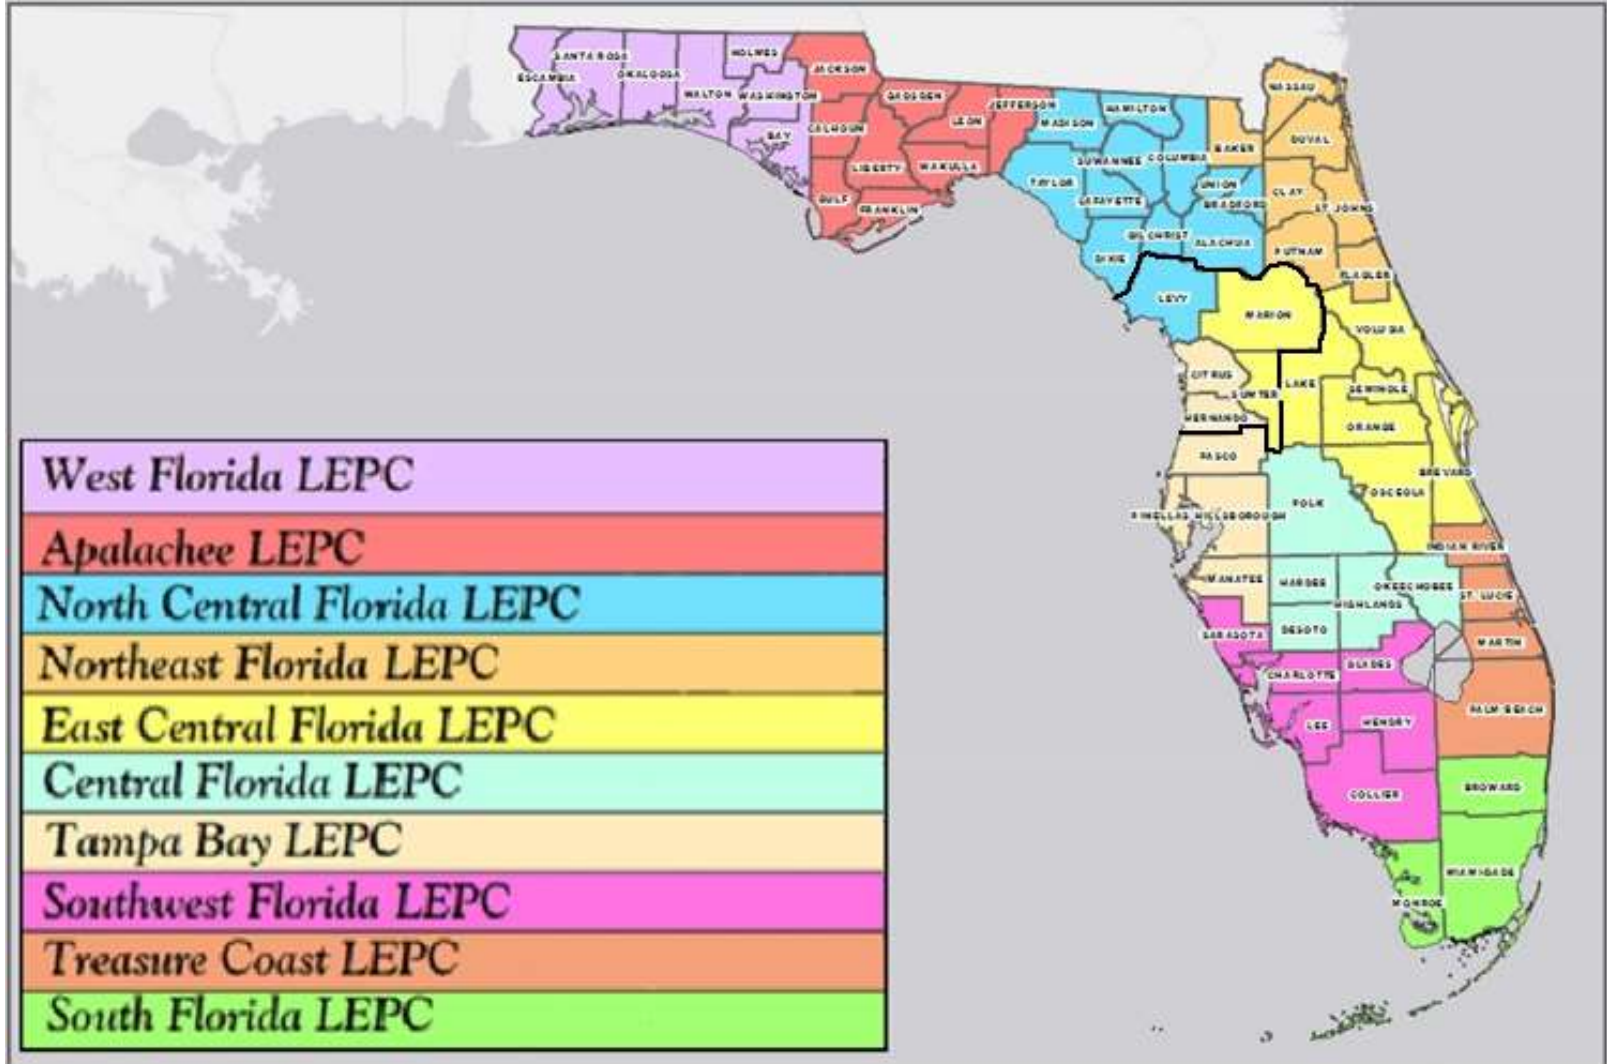 SANTA ROSA
HOLMES
ESCAMBIA
OKALOOSA
JACKSON
WALTON
WASHINGTON
GADSDEN
JEFFERSON
HAMILTON
NASSAU
BAY
CALHOUN
LEON
MADISON
DUVAL
BAKER
LIBERTY
WAKULLA
SUWANNEE
COLUMBIA
TAYLOR
UNION
CLAY
GULF
FRANKLIN
LAFAYETTE
BRADFORD
ST. JOHNS
GILCHRIST
ALACHUA
PUTNAM
DIXIE
FLAGLER
LEVY
MARION
VOLUSIA
CITRUS
SUMTER
LAKE
SEMINOLE
HERNANDO
ORANGE
PASCO
BREVARD
OSCEOLA
POLK
PINELLAS
HILLSBOROUGH
INDIAN RIVER
MANATEE
HARDEE
OKEECHOBEE
ST. LUCIE
HIGHLANDS
SARASOTA
DESOTO
MARTIN
GLADES
CHARLOTTE
PALM BEACH
LEE
HENDRY
COLLIER
BROWARD
MIAMI-DADE
MONROE
West Florida LEPC
Apalachee LEPC
North Central Florida LEPC
Northeast Florida LEPC
East Central Florida LEPC
Central Florida LEPC
Tampa Bay LEPC
Southwest Florida LEPC
Treasure Coast LEPC
South Florida LEPC